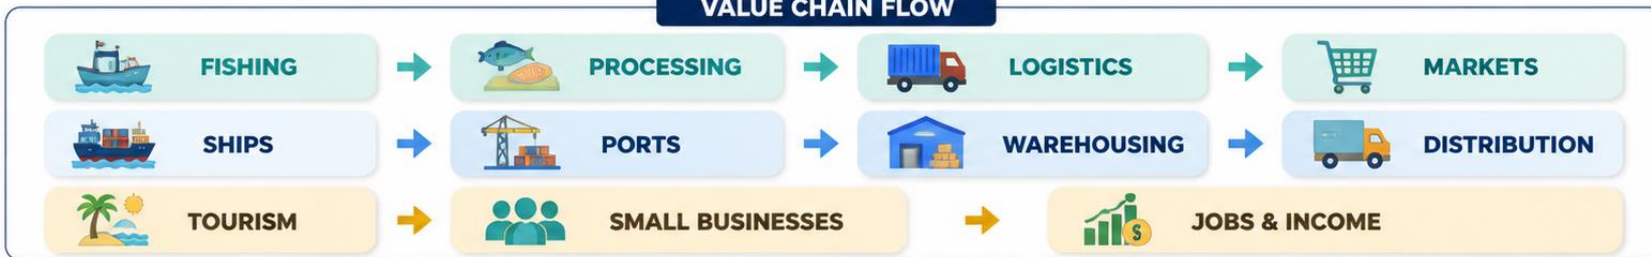 VALUE CHAIN FLOW
FISHING PROCESSING LOGISTICS MARKETS
SHIPS PORTS WAREHOUSING DISTRIBUTION
TOURISM SMALL BUSINESSES JOBS & INCOME